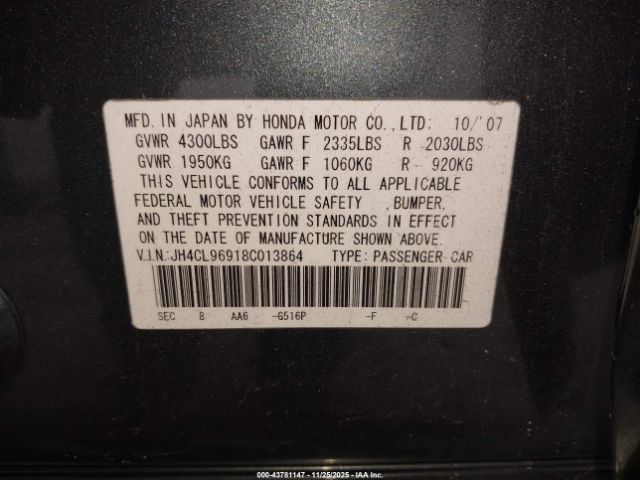 MFD. IN JAPAN BY HONDA MOTOR CO.,LTD: 10/'07
GVWR 4300LBS GAWR F 2335LBS R 2030LBS
GVWR 1950KG GAWR F 1060KG R - 920KG
THIS VEHICLE CONFORMS TO ALL APPLICABLE
FEDERAL MOTOR VEHICLE SAFETY ,BUMPER,
AND THEFT PREVENTION STANDARDS IN EFFECT
ON THE DATE OF MANUFACTURE SHOWN ABOVE.
V.I.N:JH4CL96918C013864 TYPE: PASSENGER CAR
SEC B AA6 -G516P -F =C
00-43781147 - 11/25/2025 - IAA Inc.